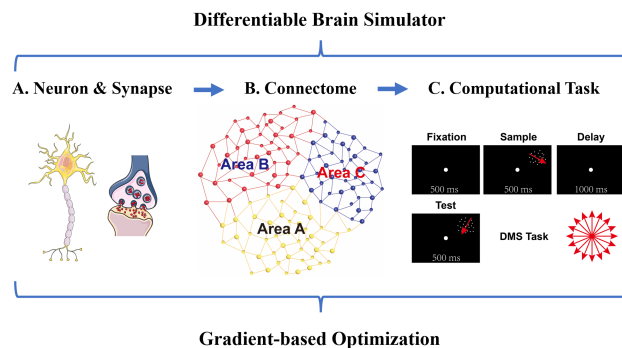 Differentiable Brain Simulator
A. Neuron & Synapse
B. Connectome
C. Computational Task
Area B
Area C
Area A
Fixation
Sample
Delay
500 ms
500 ms
1000 ms
Test
500 ms
DMS Task
Gradient-based Optimization